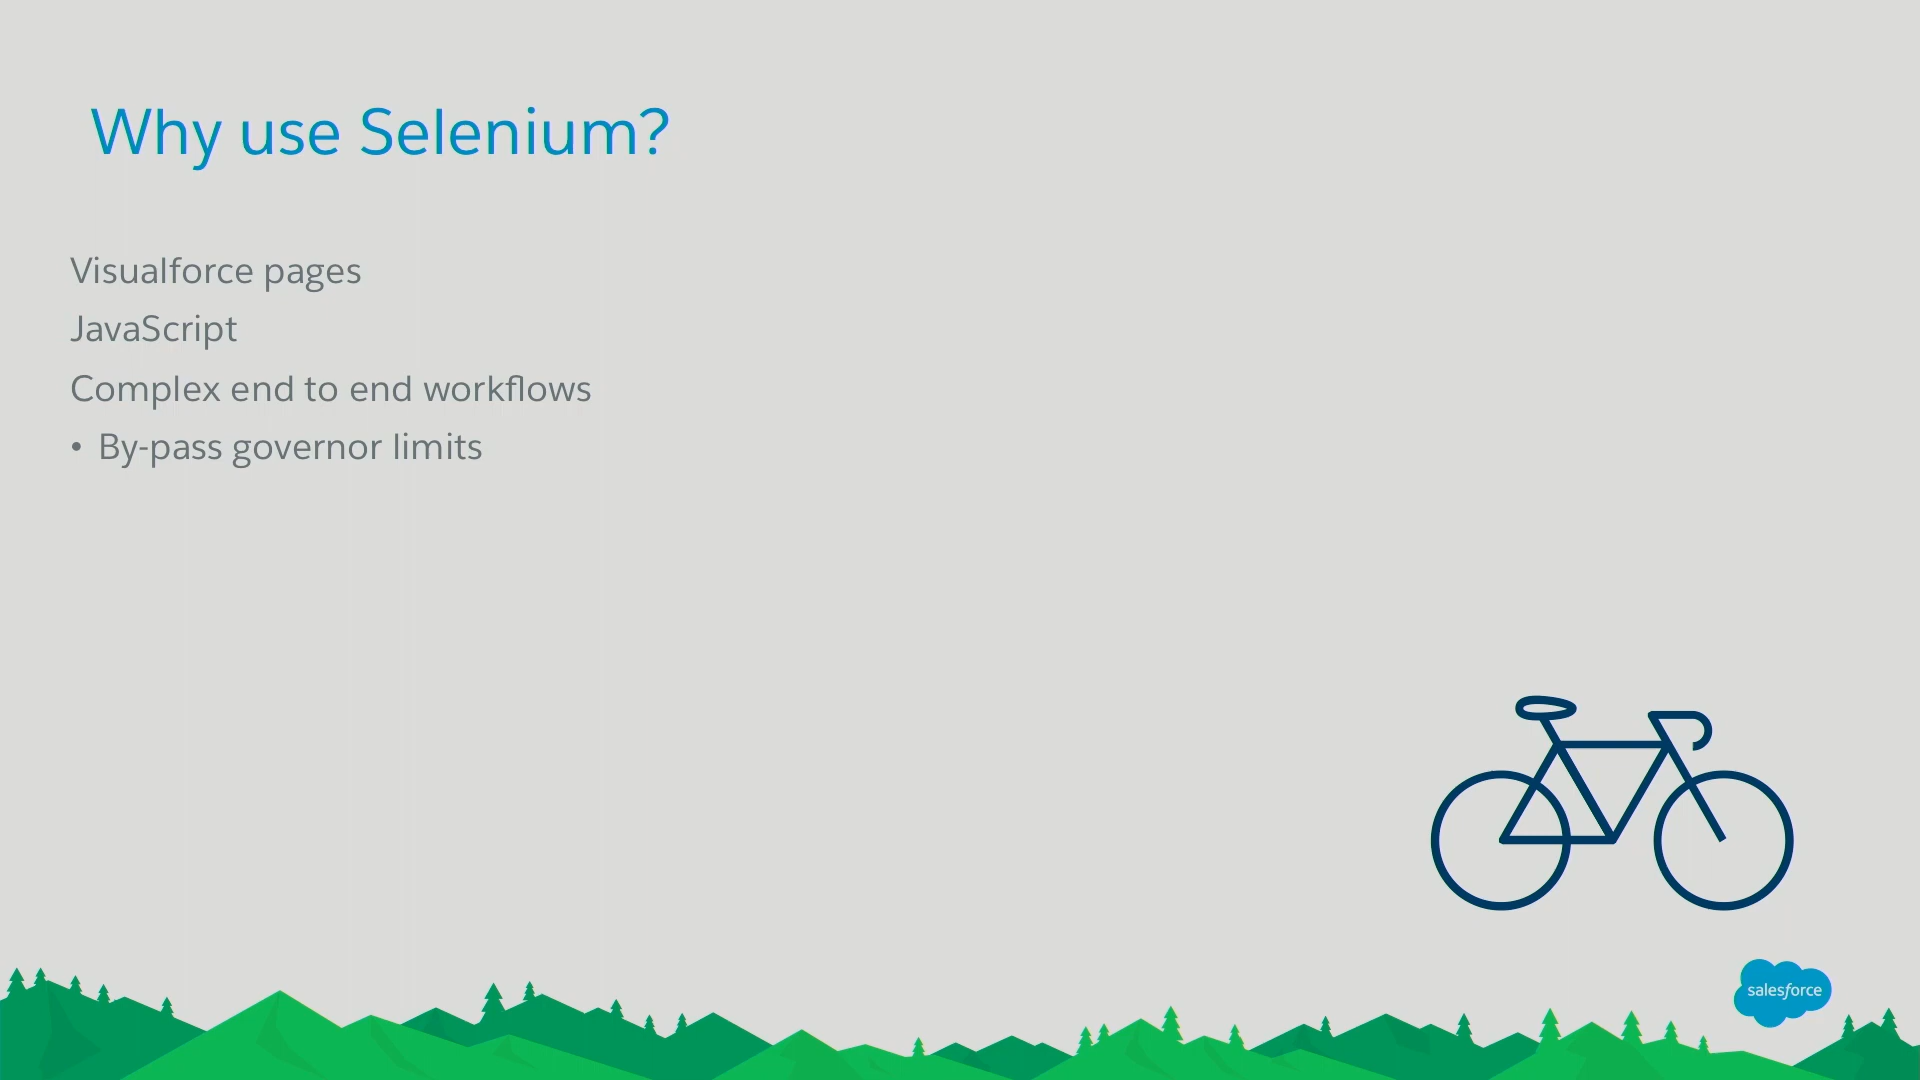 Why use Selenium?
Visualforce pages
JavaScript
Complex end to end workflows
• By-pass governor limits
salesforce